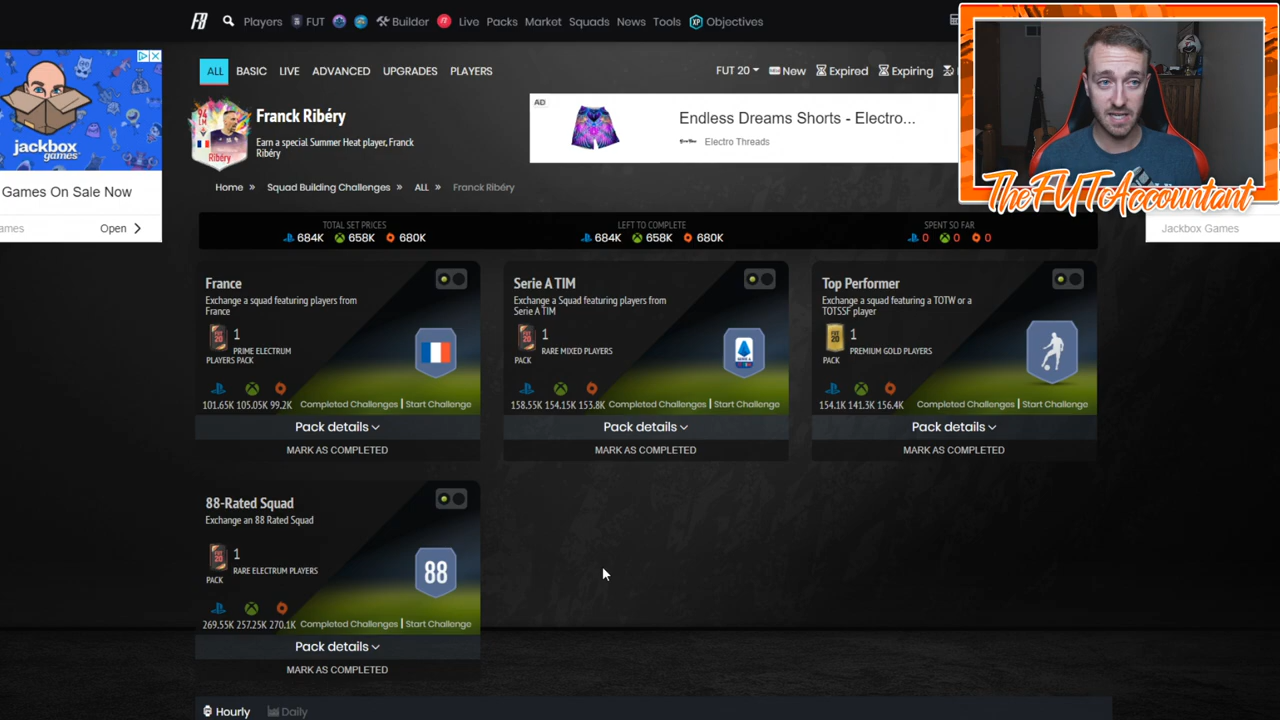 FB Players FUT Builder Live Packs Market Squads News Tools XP Objectives
ALL BASIC LIVE ADVANCED UPGRADES PLAYERS FUT 20 New Expired Expiring
94
LM
Ribéry
Franck Ribéry
Earn a special Summer Heat player, Franck
Ribéry
AD
Endless Dreams Shorts - Electro...
Electro Threads
jackbox
games
Games On Sale Now
ames
Open
TheFUTAccountant
Jackbox Games
Home » Squad Building Challenges » ALL » Franck Ribéry
TOTAL SET PRICES LEFT TO COMPLETE SPENT SO FAR
684K 658K 680K 684K 658K 680K 0 0 0
France
Exchange a squad featuring players from
France
1
PRIME ELECTRUM
PLAYERS PACK
101.65K 105.05K 99.2K Completed Challenges | Start Challenge
Pack details
MARK AS COMPLETED
Serie A TIM
Exchange a Squad featuring players from
Serie A TIM
1
RARE MIXED PLAYERS
PACK
158.55K 154.15K 153.8K Completed Challenges | Start Challenge
Pack details
MARK AS COMPLETED
Top Performer
Exchange a squad featuring a TOTW or a
TOTSSF player
1
PREMIUM GOLD PLAYERS
PACK
154.1K 141.3K 156.4K Completed Challenges | Start Challenge
Pack details
MARK AS COMPLETED
88-Rated Squad
Exchange an 88 Rated Squad
1
RARE ELECTRUM PLAYERS
PACK
88
269.55K 257.25K 270.1K Completed Challenges | Start Challenge
Pack details
MARK AS COMPLETED
Hourly Daily